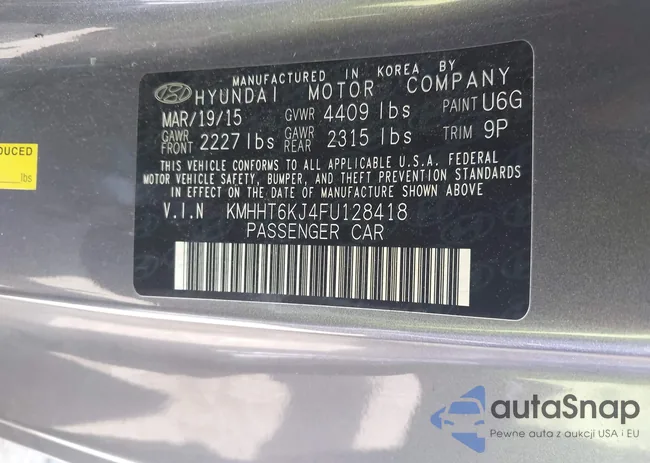 MANUFACTURED IN KOREA BY
HYUNDAI MOTOR COMPANY
MAR/19/15 GVWR 4409 lbs PAINT U6G
GAWR FRONT 2227 lbs GAWR REAR 2315 lbs TRIM 9P
THIS VEHICLE CONFORMS TO ALL APPLICABLE U.S.A. FEDERAL
MOTOR VEHICLE SAFETY, BUMPER, AND THEFT PREVENTION STANDARDS
IN EFFECT ON THE DATE OF MANUFACTURE SHOWN ABOVE
V.I.N KMHHT6KJ4FU128418
PASSENGER CAR
DUCED
lbs
autaSnap
Pewne auta z aukcji USA i EU